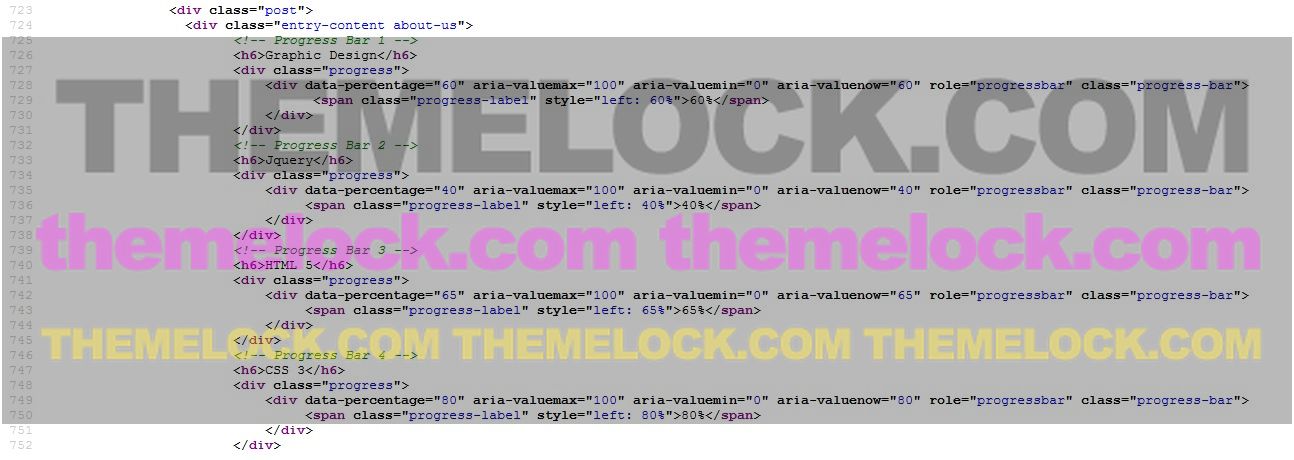 723 <div class="post">
724 <div class="entry-content about-us">
725 <!-- Progress Bar 1 -->
726 <h6>Graphic Design</h6>
727 <div class="progress">
728 <div data-percentage="60" aria-valuemax="100" aria-valuemin="0" aria-valuenow="60" role="progressbar" class="progress-bar">
729 <span class="progress-label" style="left: 60%">60%</span>
730 </div>
731 </div>
THEMELOCK.COM
732 <!-- Progress Bar 2 -->
733 <h6>Jquery</h6>
734 <div class="progress">
735 <div data-percentage="40" aria-valuemax="100" aria-valuemin="0" aria-valuenow="40" role="progressbar" class="progress-bar">
736 <span class="progress-label" style="left: 40%">40%</span>
737 </div>
738 </div>
themelock.com themelock.com
739 <!-- Progress Bar 3 -->
740 <h6>HTML 5</h6>
741 <div class="progress">
742 <div data-percentage="65" aria-valuemax="100" aria-valuemin="0" aria-valuenow="65" role="progressbar" class="progress-bar">
743 <span class="progress-label" style="left: 65%">65%</span>
744 </div>
745 </div>
THEMELOCK.COM THEMELOCK.COM THEMELOCK.COM
746 <!-- Progress Bar 4 -->
747 <h6>CSS 3</h6>
748 <div class="progress">
749 <div data-percentage="80" aria-valuemax="100" aria-valuemin="0" aria-valuenow="80" role="progressbar" class="progress-bar">
750 <span class="progress-label" style="left: 80%">80%</span>
751 </div>
752 </div>